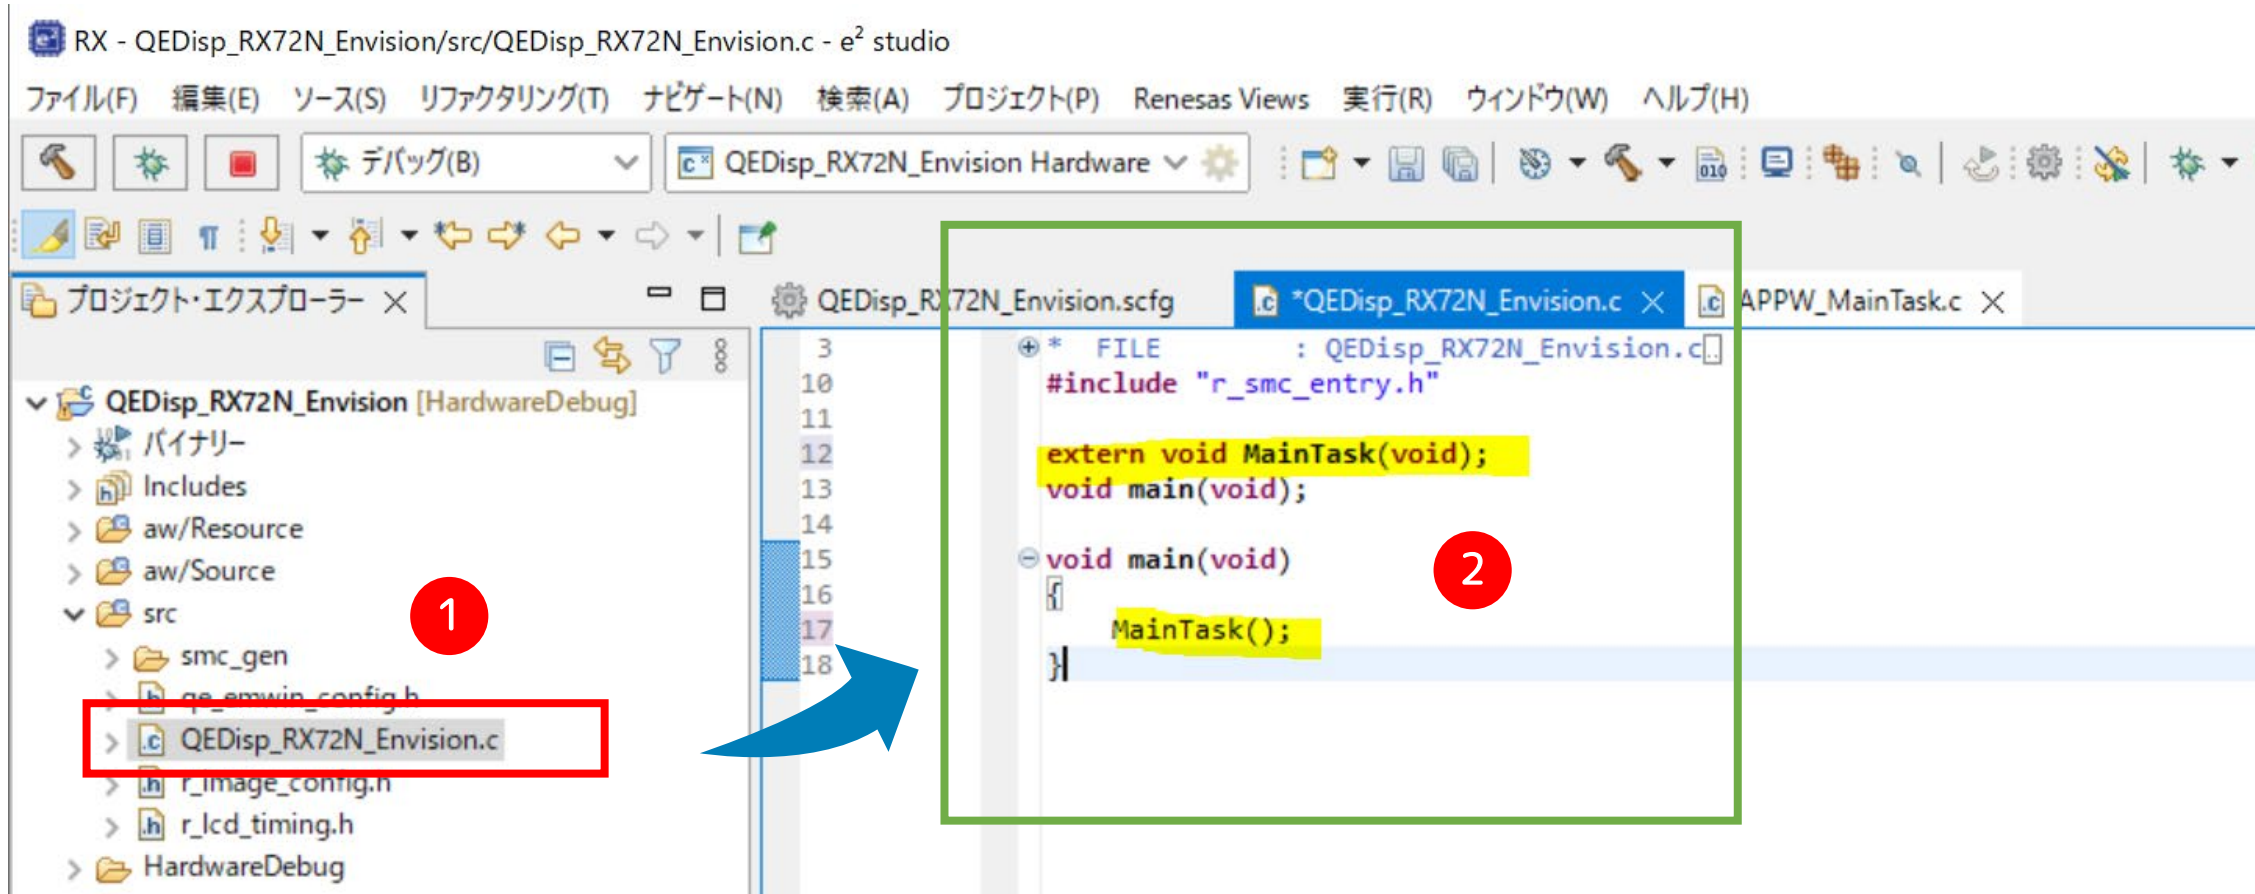 RX - QEDisp_RX72N_Envision/src/QEDisp_RX72N_Envision.c - e² studio
ファイル(F) 編集(E) ソース(S) リファクタリング(T) ナビゲート(N) 検索(A) プロジェクト(P) Renesas Views 実行(R) ウィンドウ(W) ヘルプ(H)
デバッグ(B) QEDisp_RX72N_Envision Hardware
プロジェクト・エクスプローラー
QEDisp_RX72N_Envision [HardwareDebug]
バイナリー
Includes
aw/Resource
aw/Source
src
1
smc_gen
qe_emwin_config.h
QEDisp_RX72N_Envision.c
r_image_config.h
r_lcd_timing.h
HardwareDebug
QEDisp_RX72N_Envision.scfg *QEDisp_RX72N_Envision.c APPW_MainTask.c
3 * FILE : QEDisp_RX72N_Envision.c
10 #include "r_smc_entry.h"
11
12 extern void MainTask(void);
13 void main(void);
14
15 void main(void)
16 {
17 MainTask();
18 }
2